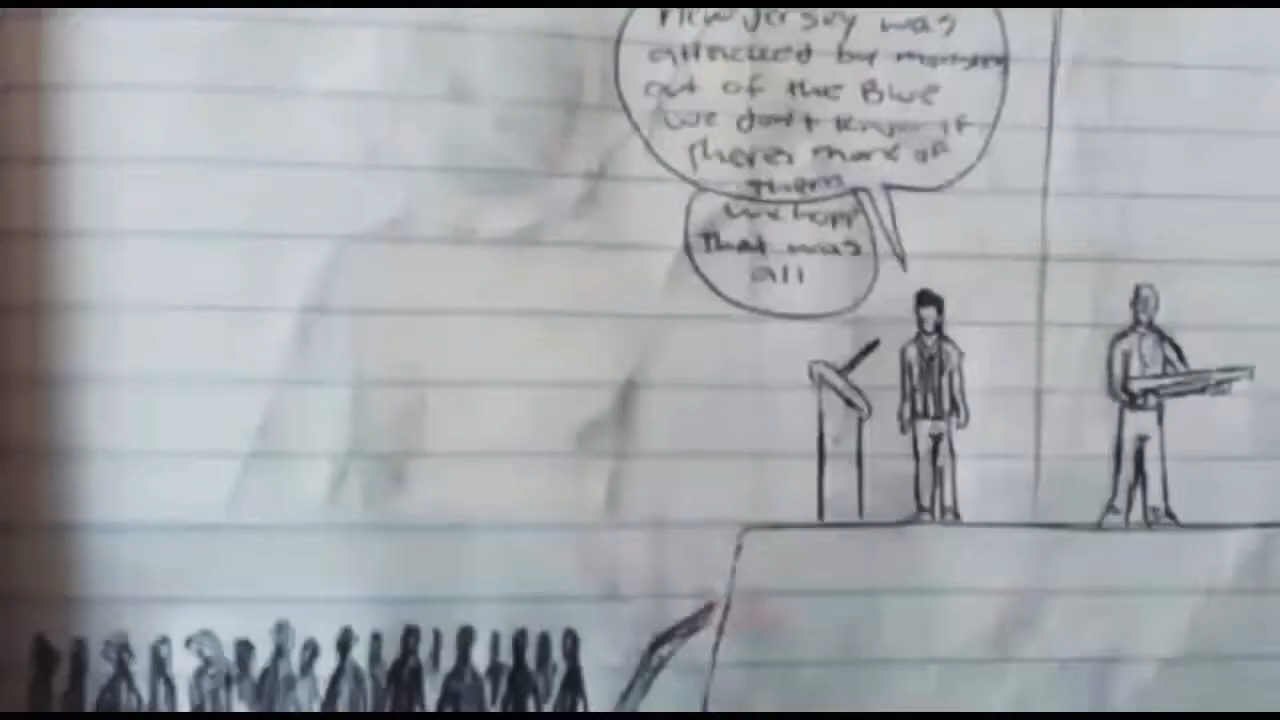 New Jersey was
attacked by monster
out of the Blue
we don't know if
theres more of
them
we hope
that was
all